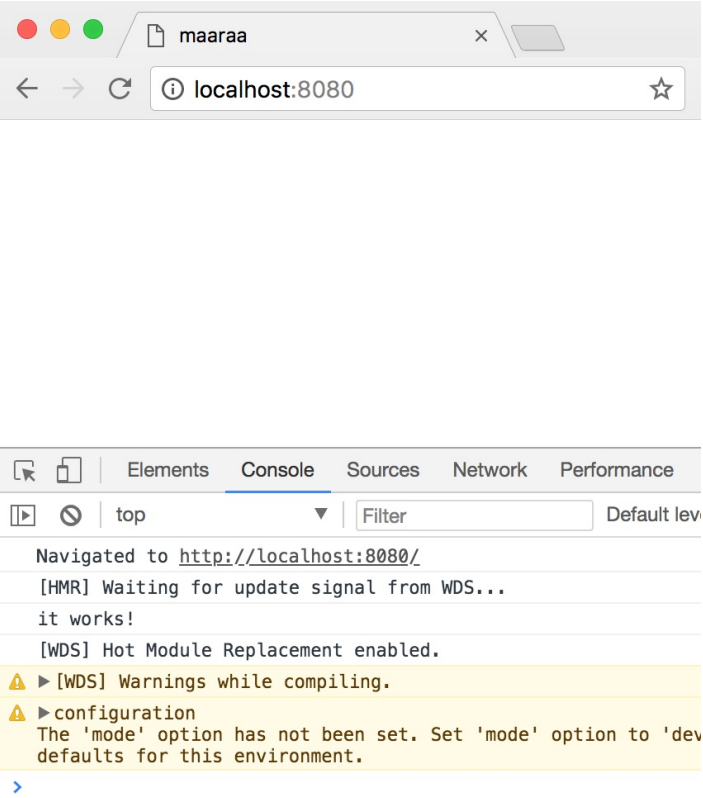 maaraa
localhost:8080
Elements Console Sources Network Performance
top Filter Default
Navigated to http://localhost:8080/
[HMR] Waiting for update signal from WDS...
it works!
[WDS] Hot Module Replacement enabled.
[WDS] Warnings while compiling.
configuration
The 'mode' option has not been set. Set 'mode' option to 'dev
defaults for this environment.